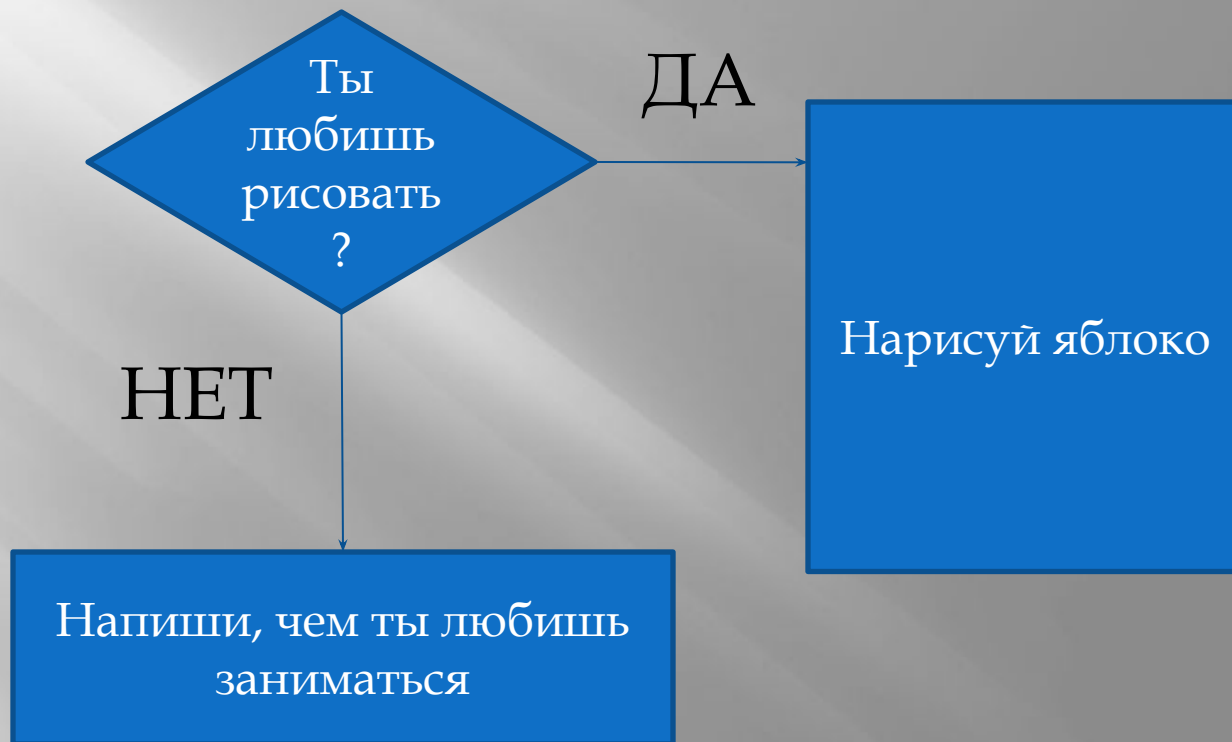 Ты
любишь
рисовать
?
ДА
Нарисуй яблоко
НЕТ
Напиши, чем ты любишь
заниматься